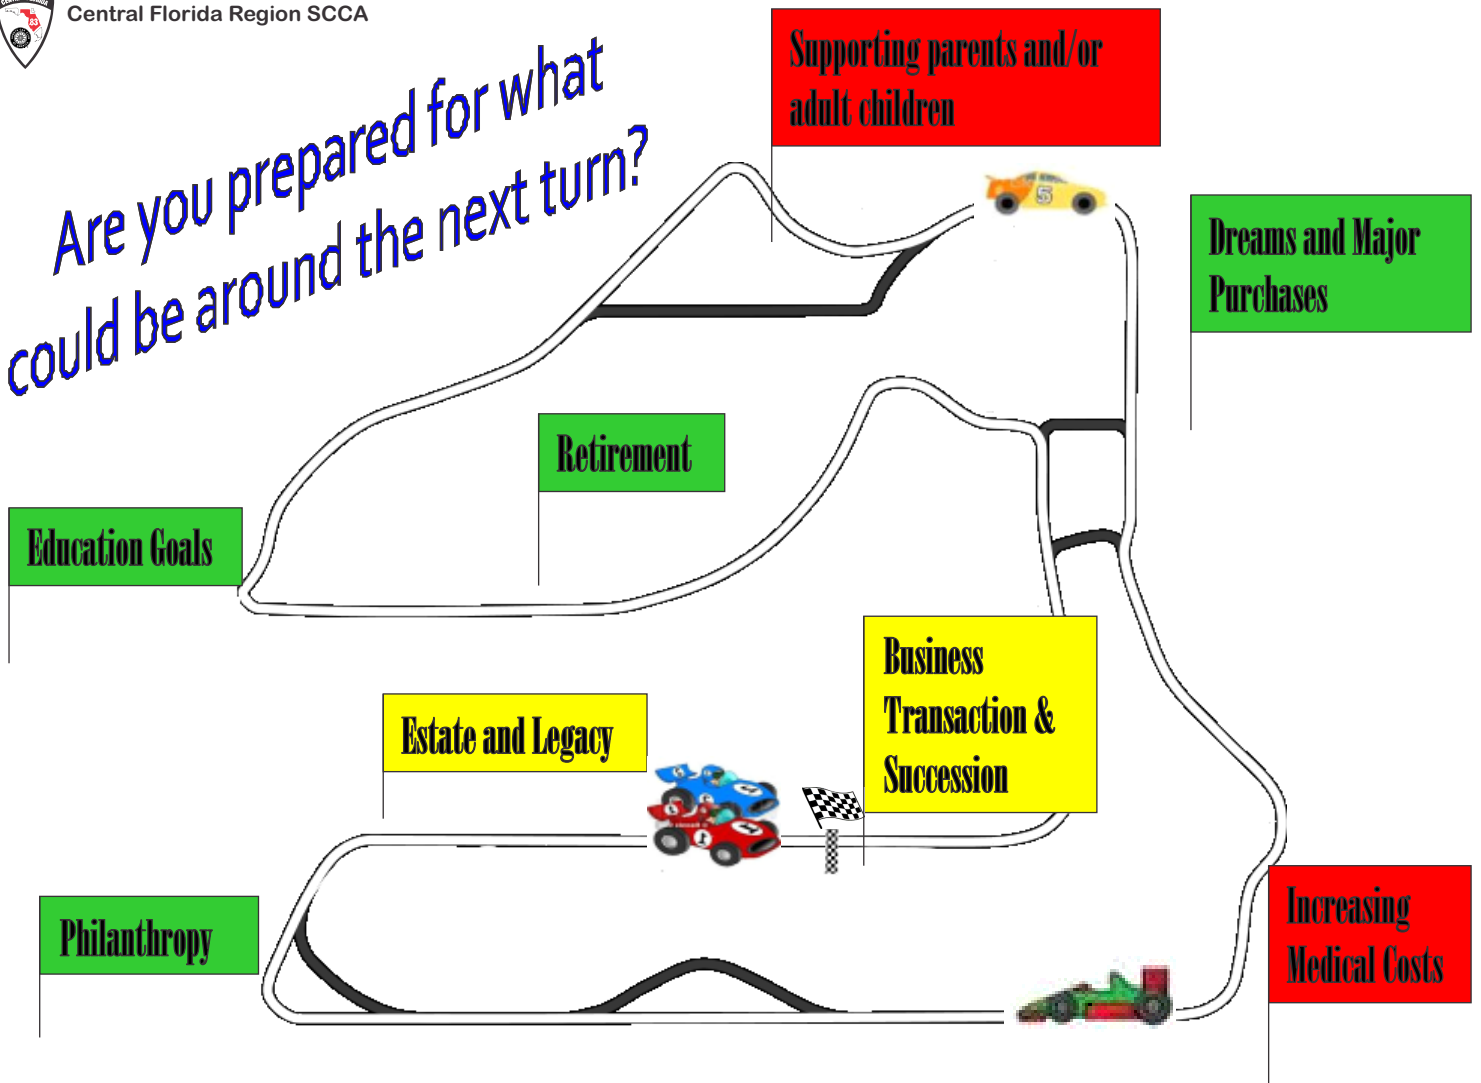 Central Florida Region SCCA
Are you prepared for what
could be around the next turn?
Supporting parents and/or
adult children
Dreams and Major
Purchases
5
Retirement
Education Goals
Business
Transaction &
Succession
Estate and Legacy
Philanthropy
1
Increasing
Medical Costs